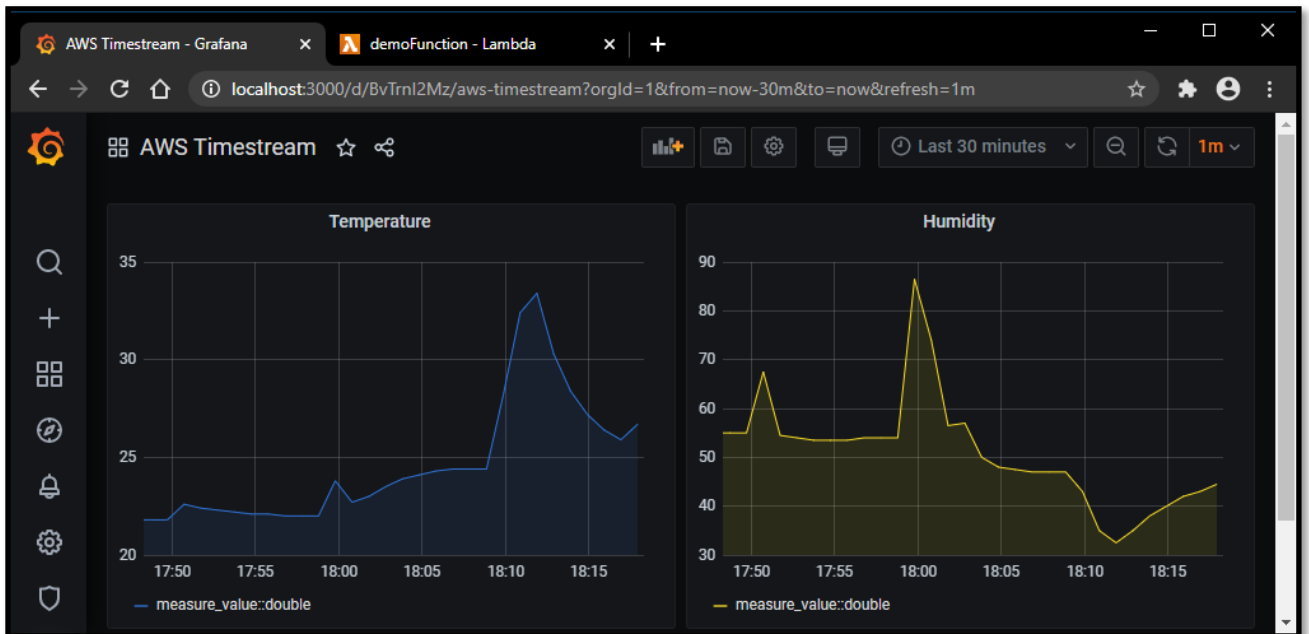 AWS Timestream - Grafana
demoFunction - Lambda
localhost:3000/d/BvTrnl2Mz/aws-timestream?orgId=1&from=now-30m&to=now&refresh=1m
AWS Timestream
Last 30 minutes
1m
Temperature
35
30
25
20
17:50 17:55 18:00 18:05 18:10 18:15
measure_value::double
Humidity
90
80
70
60
50
40
30
17:50 17:55 18:00 18:05 18:10 18:15
measure_value::double